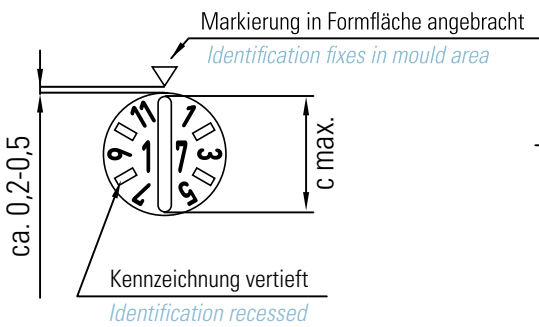 Markierung in Formfläche angebracht
Identification fixes in mould area
ca. 0,2-0,5
11 1
9 1 7 3
7 5
c max.
Kennzeichnung vertieft
Identification recessed